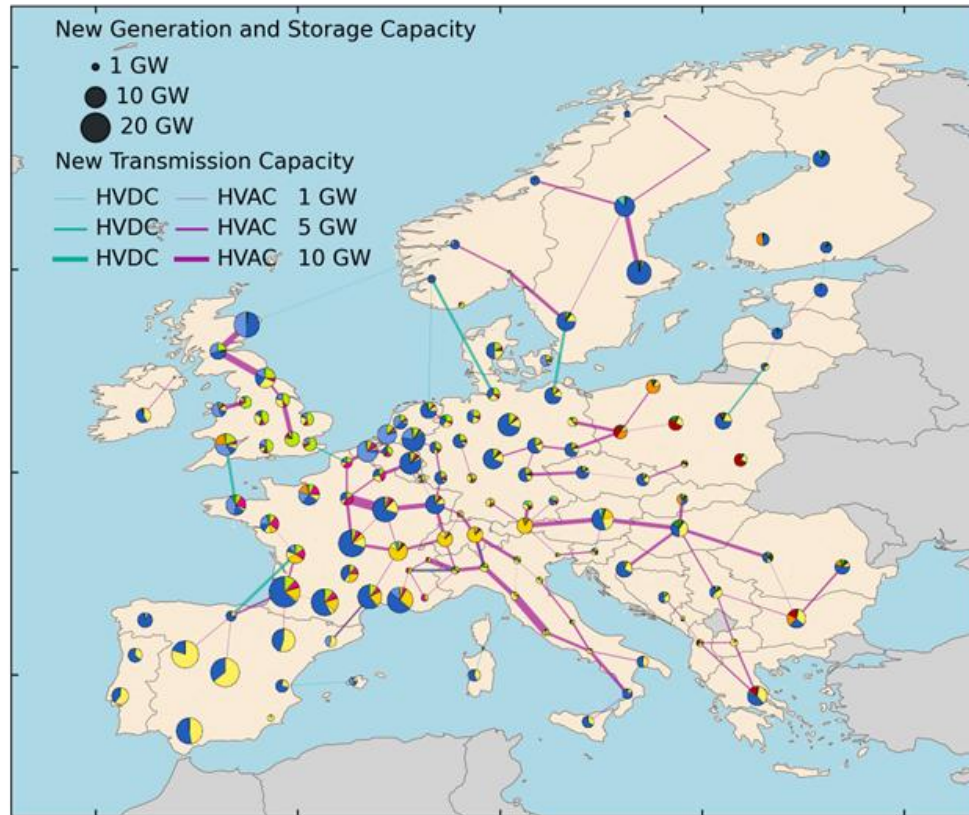 New Generation and Storage Capacity
1 GW
10 GW
20 GW
New Transmission Capacity
HVDC HVAC 1 GW
HVDC HVAC 5 GW
HVDC HVAC 10 GW